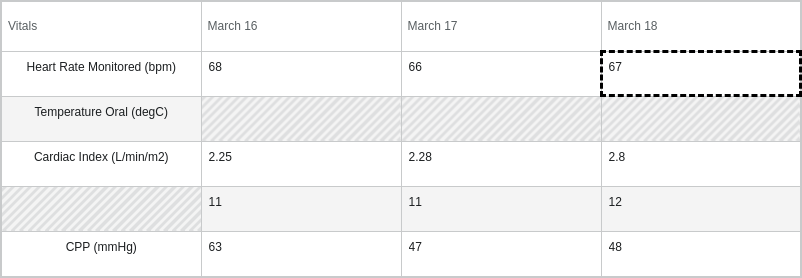 Vitals March 16 March 17 March 18
Heart Rate Monitored (bpm) 68 66 67
Temperature Oral (degC)
Cardiac Index (L/min/m2) 2.25 2.28 2.8
11 11 12
CPP (mmHg) 63 47 48